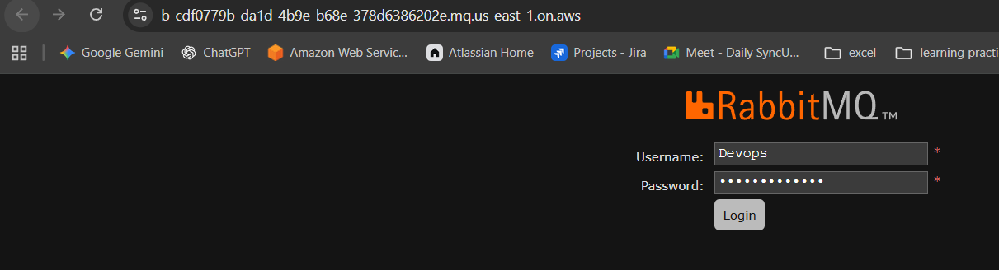 b-cdf0779b-da1d-4b9e-b68e-378d6386202e.mq.us-east-1.on.aws
Google Gemini ChatGPT Amazon Web Servic... Atlassian Home Projects - Jira Meet - Daily SyncU... excel learning practi
RabbitMQ™
Username: Devops *
Password: ••••••••••••• *
Login